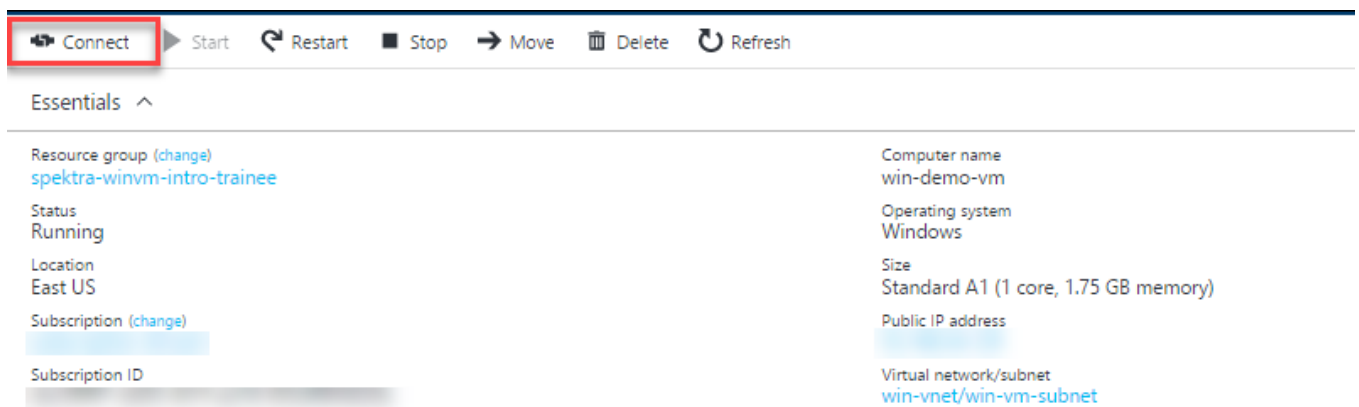 Connect Start Restart Stop Move Delete Refresh
Essentials
Resource group (change)
spektra-winvm-intro-trainee
Status
Running
Location
East US
Subscription (change)
Subscription ID
Computer name
win-demo-vm
Operating system
Windows
Size
Standard A1 (1 core, 1.75 GB memory)
Public IP address
Virtual network/subnet
win-vnet/win-vm-subnet